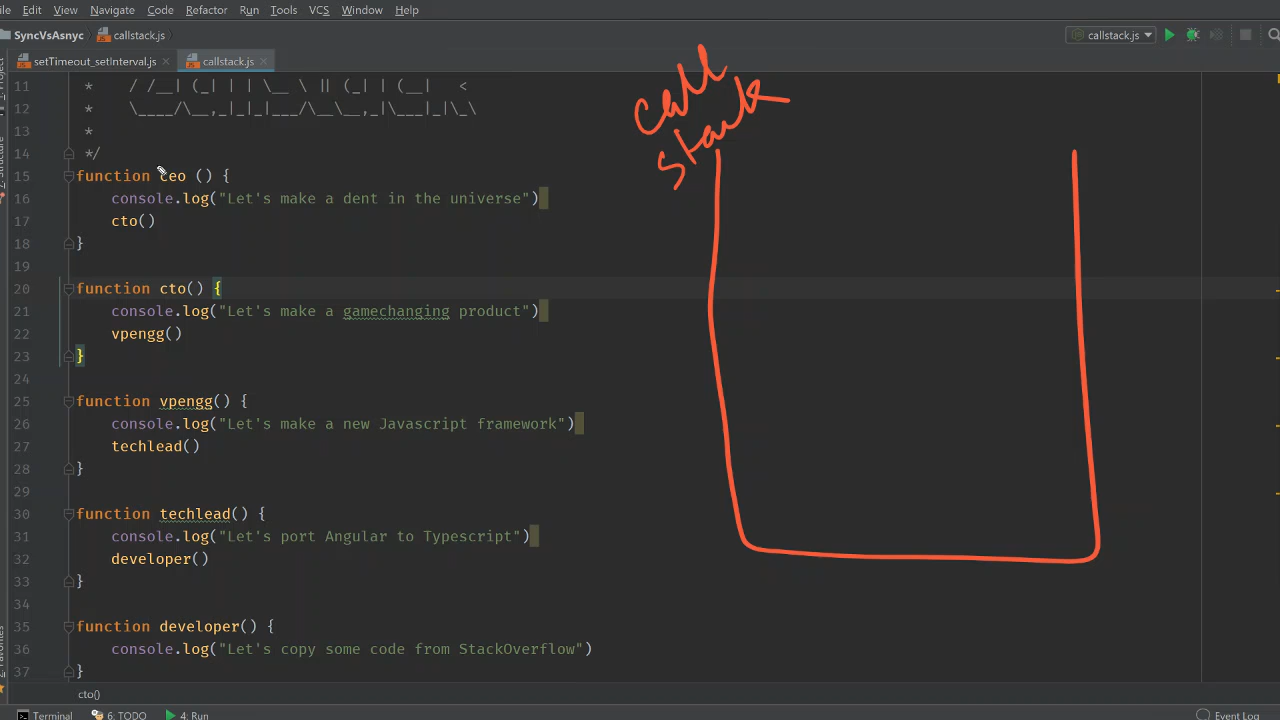 File Edit View Navigate Code Refactor Run Tools VCS Window Help
SyncVsAsnyc callstack.js callstack.js
setTimeout_setInterval.js callstack.js
1: Project
11 * / /__| (_| | | \__ \ || (_| | (__| <
12 * \____/\__,_|_|_|___/\__\__,_|\___|_|\_\
13 *
14 */
15 function ceo () {
16 console.log("Let's make a dent in the universe")
17 cto()
18 }
19
20 function cto() {
21 console.log("Let's make a gamechanging product")
22 vpengg()
23 }
24
25 function vpengg() {
26 console.log("Let's make a new Javascript framework")
27 techlead()
28 }
29
30 function techlead() {
31 console.log("Let's port Angular to Typescript")
32 developer()
33 }
34
35 function developer() {
36 console.log("Let's copy some code from StackOverflow")
37 }
Call
Stack
Structure
Favorites
cto()
Terminal 6: TODO 4: Run Event Log